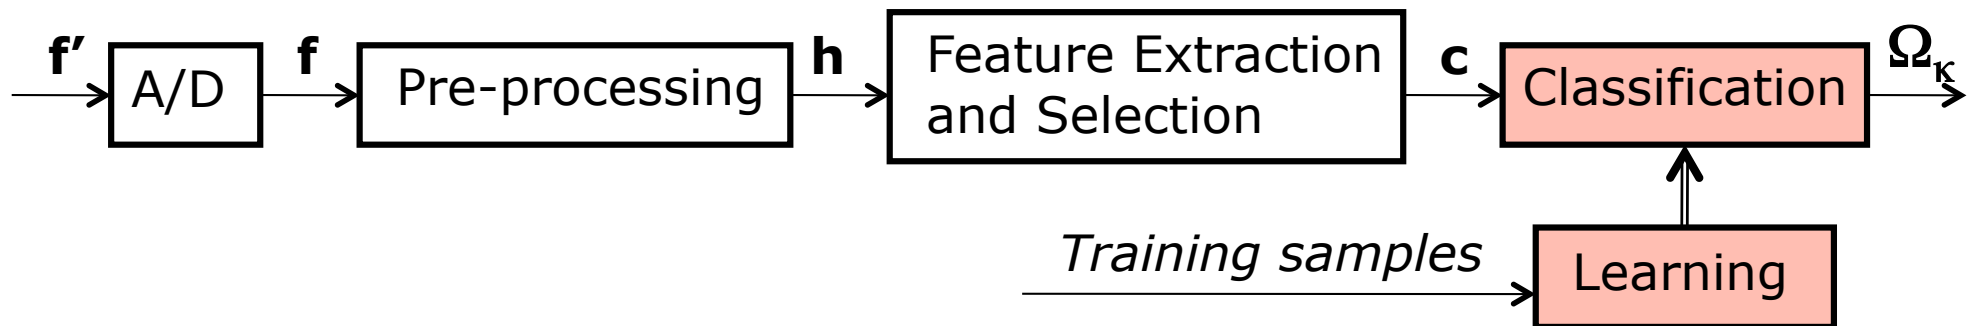 f′
A/D
f
Pre-processing
h
Feature Extraction
and Selection
c
Classification
Ωκ
Training samples
Learning